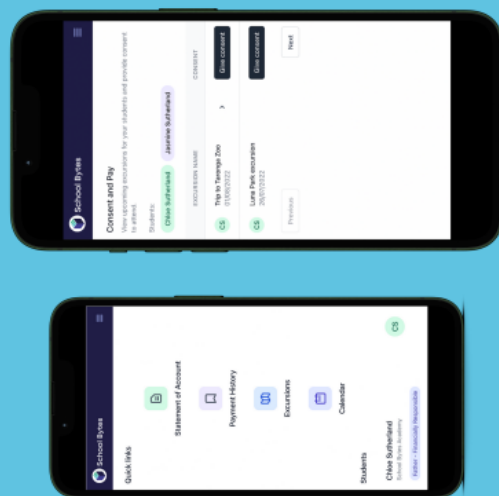 School Bytes
Consent and Pay
View upcoming excursions for your students and provide consent
to attend.
Students:
Chloe Sutherland Jasmine Sutherland
EXCURSION NAME CONSENT
CS Trip to Taronga Zoo > Give consent
01/08/2022
CS Luna Park excursion Give consent
26/07/2022
Previous Next
School Bytes
Quick links
Statement of Account
Payment History
Excursions
Calendar
Students
Chloe Sutherland CS
School Bytes Academy
Father - Financially Responsible